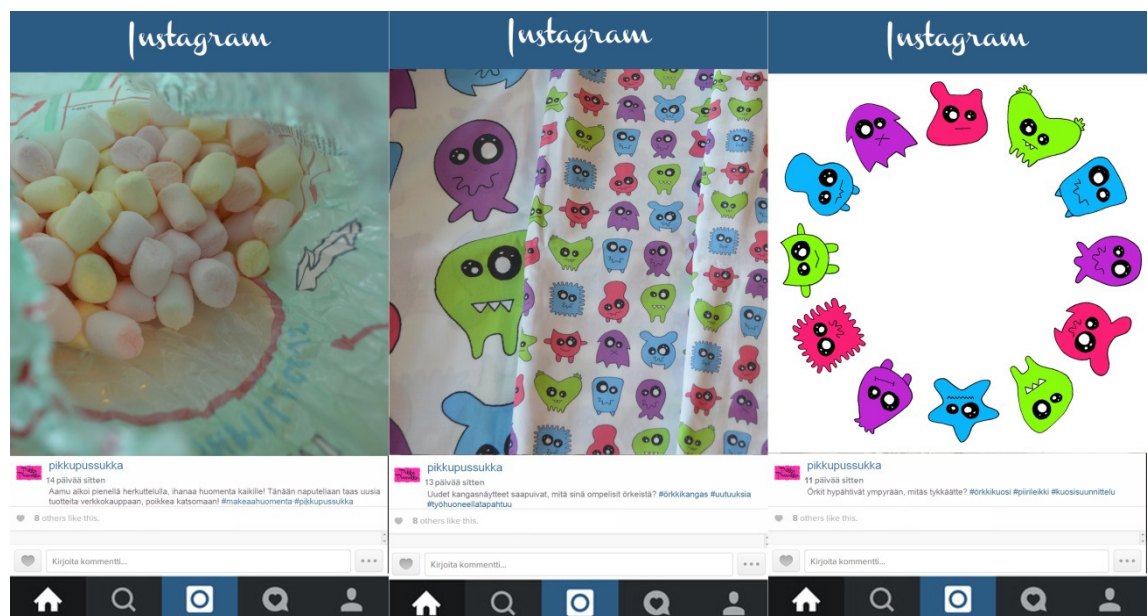 Instagram
pikkupussukka
14 päivää sitten
Aamu alkoi pienellä herkuttelulla, ihanaa huomenta kaikille! Tänään naputellaan taas uusia
tuotteita verkkokauppaan, poikkea katsomaan! #makeaahuomenta #pikkupussukka
8 others like this.
Kirjoita kommentti...
Instagram
pikkupussukka
13 päivää sitten
Uudet kangasnäytteet saapuivat, mitä sinä ompelisit örkeistä? #örkkikangas #uutuuksia
#työhuoneellatapahtuu
8 others like this.
Kirjoita kommentti...
Instagram
pikkupussukka
11 päivää sitten
Örkit hypähtivät ympyrään, mitäs tykkäätte? #örkkikuosi #piirileikki #kuosisuunnittelu
8 others like this.
Kirjoita kommentti...